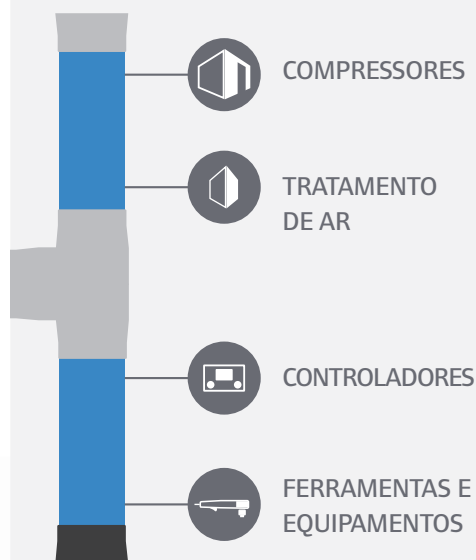 COMPRESSORES
TRATAMENTO
DE AR
CONTROLADORES
FERRAMENTAS E
EQUIPAMENTOS